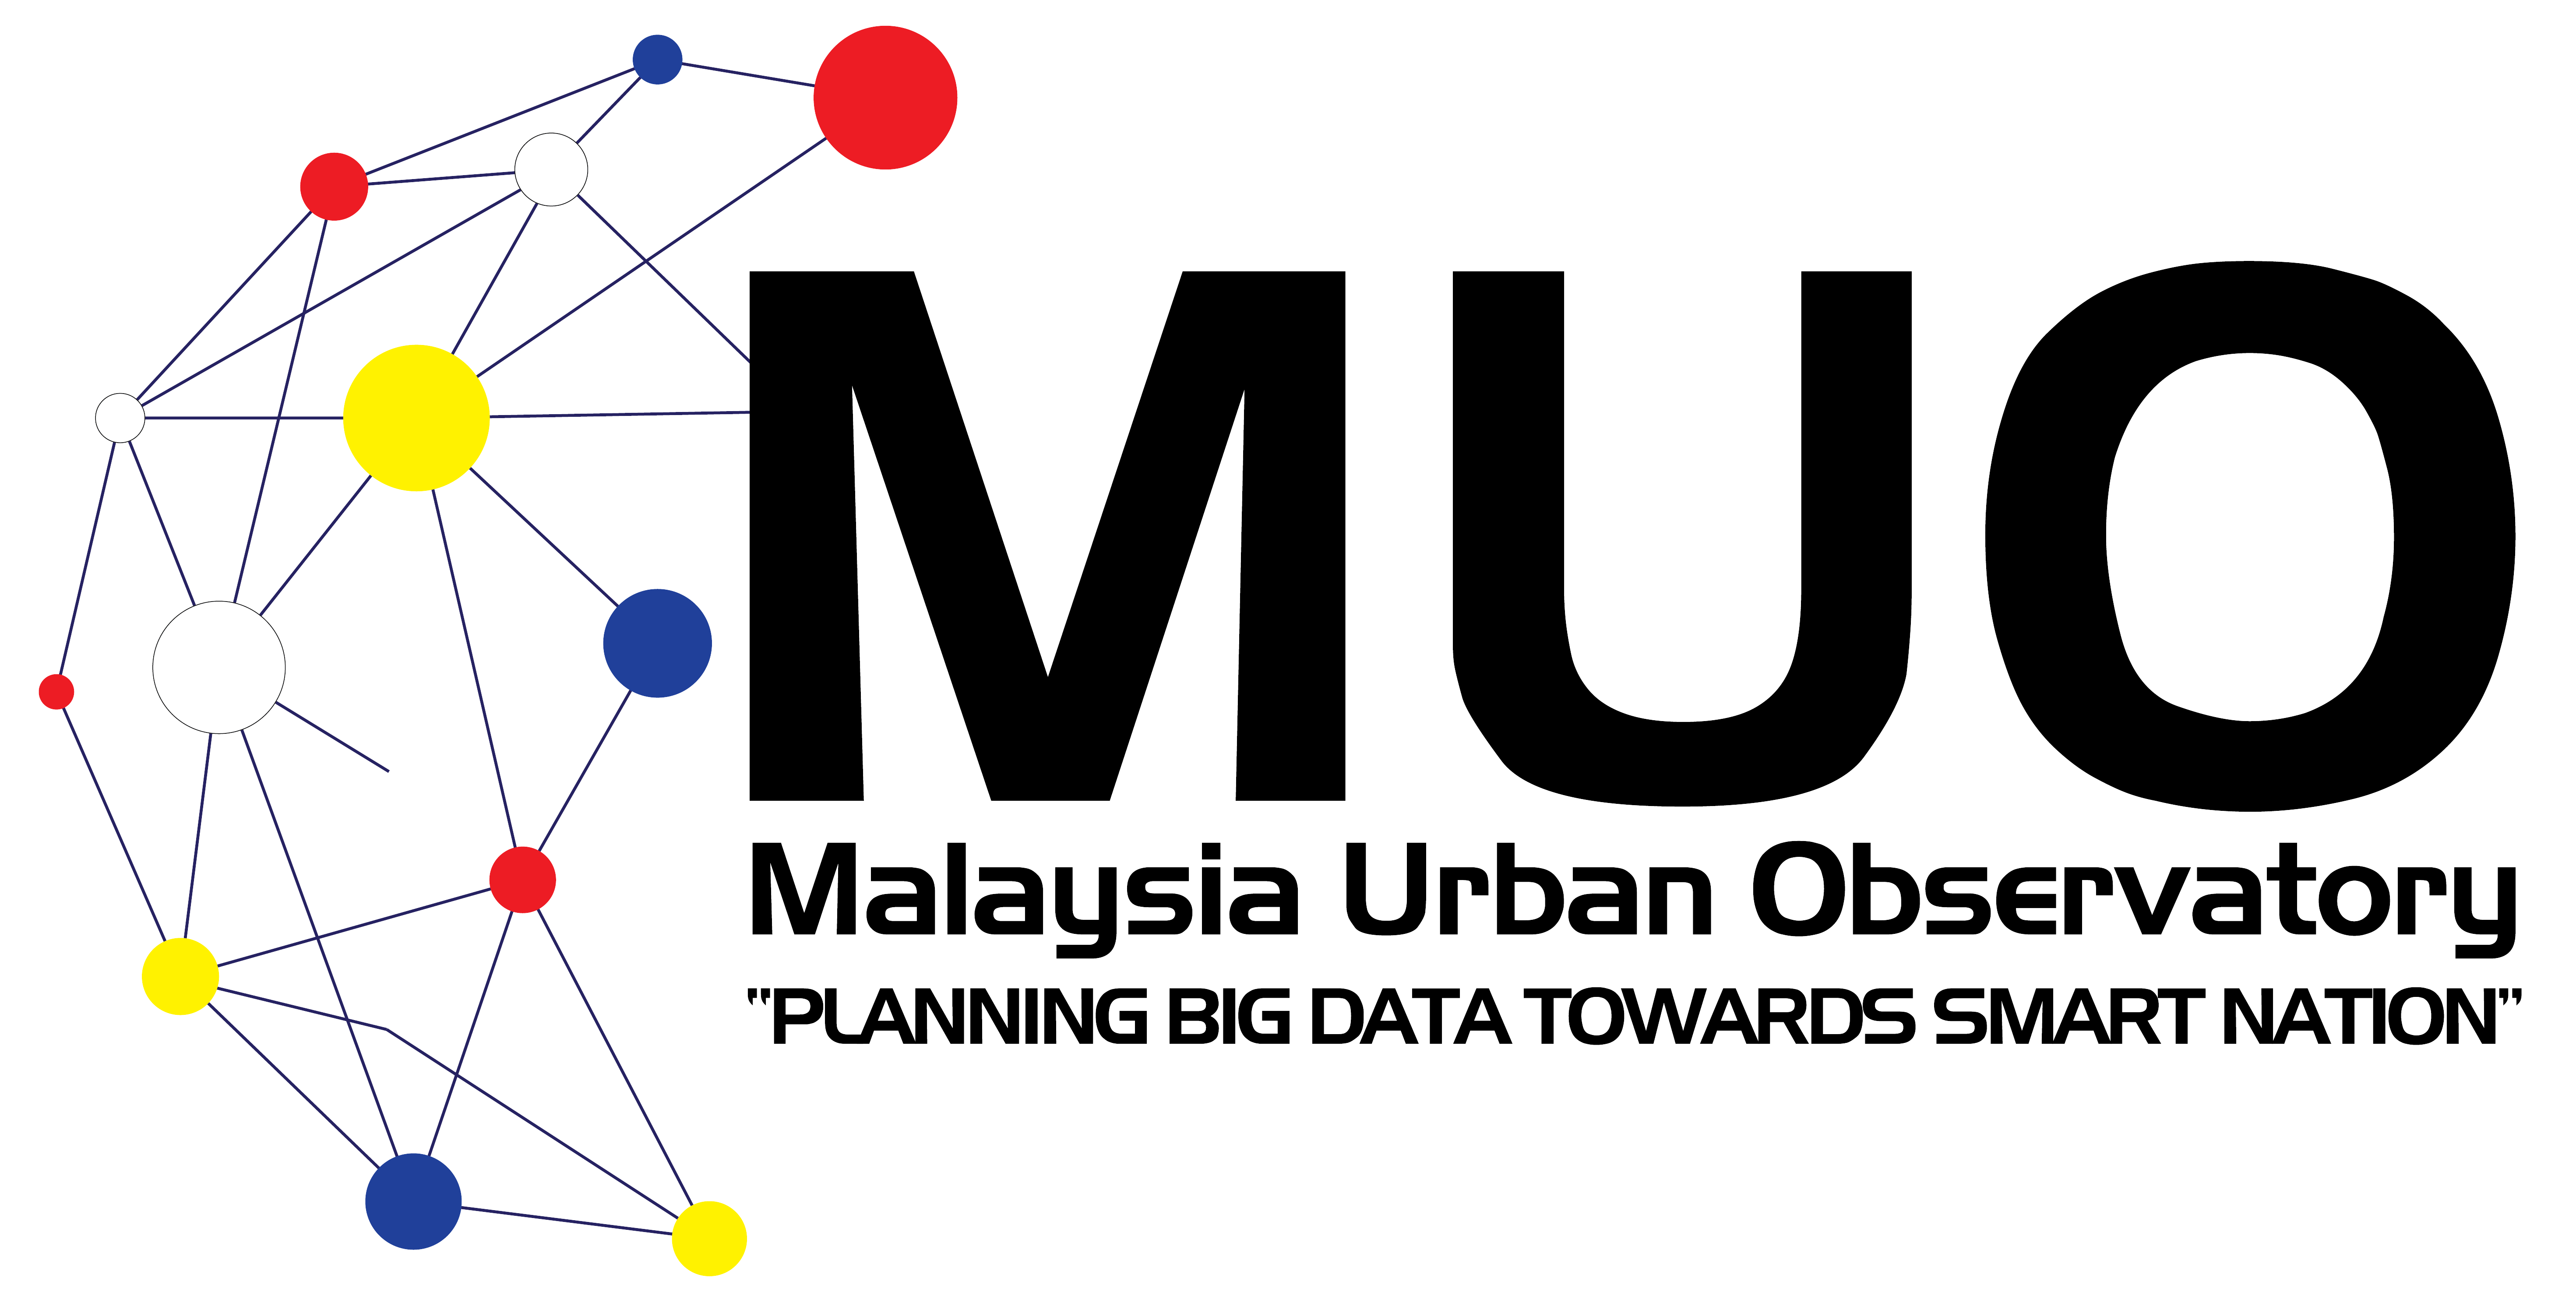 MUO
Malaysia Urban Observatory
“PLANNING BIG DATA TOWARDS SMART NATION”